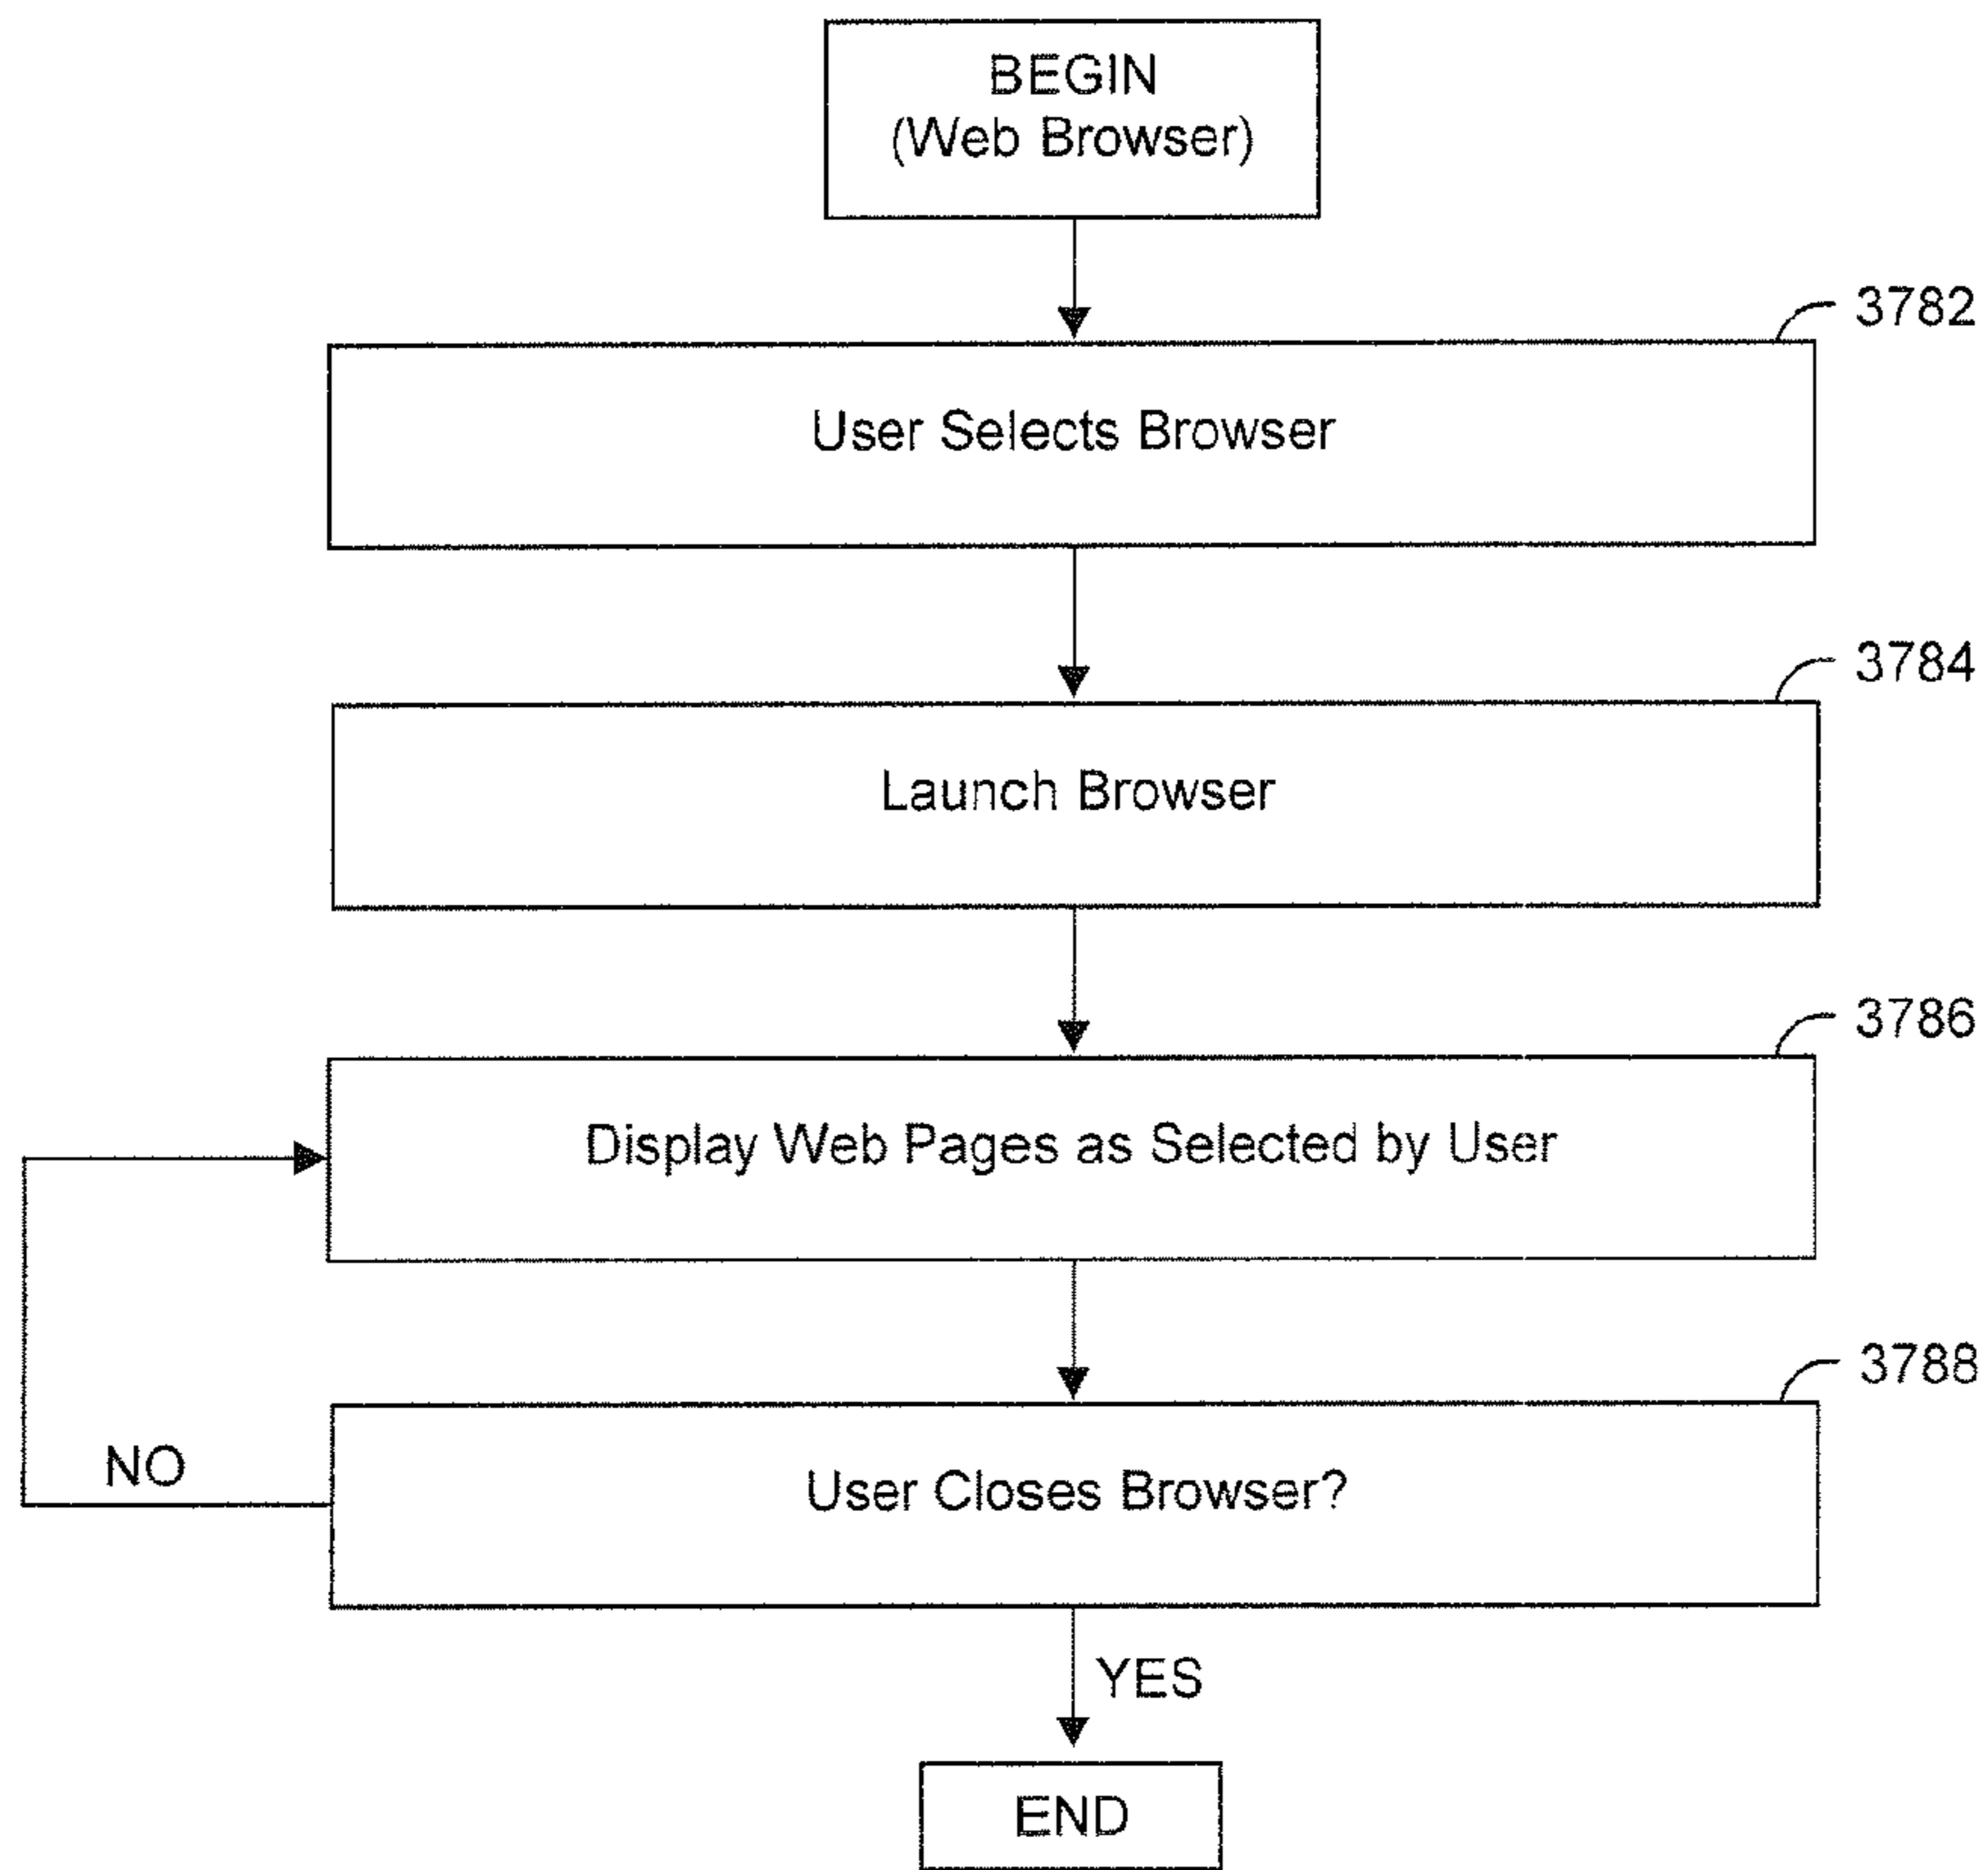 BEGIN
(Web Browser)
3782
User Selects Browser
3784
Launch Browser
3786
Display Web Pages as Selected by User
3788
NO
User Closes Browser?
YES
END